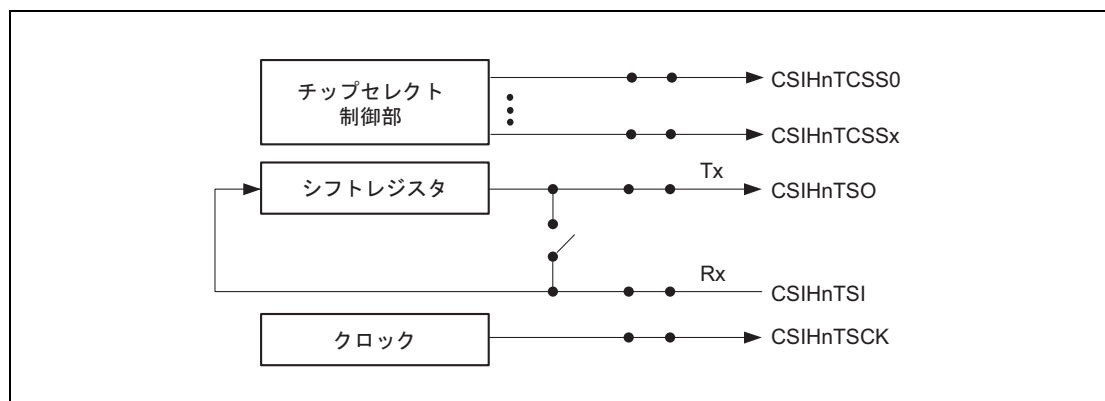 チップセレクト
制御部
CSIHnTCSS0
CSIHnTCSSx
シフトレジスタ
Tx
CSIHnTSO
Rx
CSIHnTSI
クロック
CSIHnTSCK